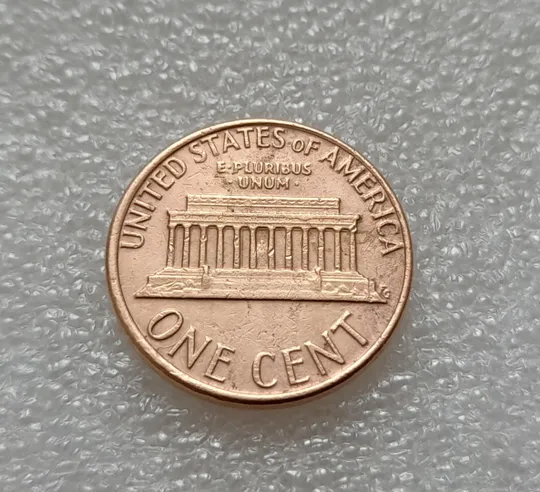 UNITED STATES OF AMERICA
E·PLURIBUS
UNUM·
ONE CENT